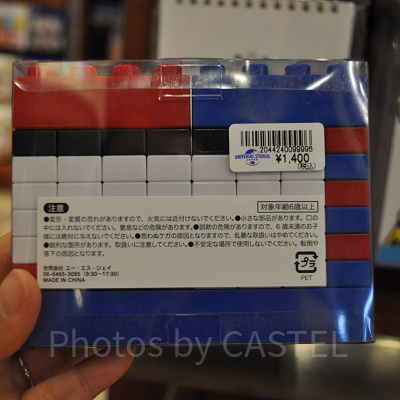 2044240099996
UNIVERSAL STUDIOS
¥1,400
(税込)
注意
対象年齢6歳以上
●変形・変質の恐れがありますので、火気には近付けないでください。●小さな部品があります。口の
中には入れないでください。窒息などの危険があります。●誤飲の危険がありますので、6歳未満のお子
様には絶対に与えないでください。●思わぬケガの原因となりますので、乱暴な取扱いはやめてください。
●鋭利な箇所があります。取扱いに注意してください。●不安定な場所で使用しないでください。転倒や
落下の原因となります。
合同会社 ユー・エス・ジェイ
06-6465-3095 (9:30~17:30)
MADE IN CHINA
プラ
PET
Photos by CASTEL